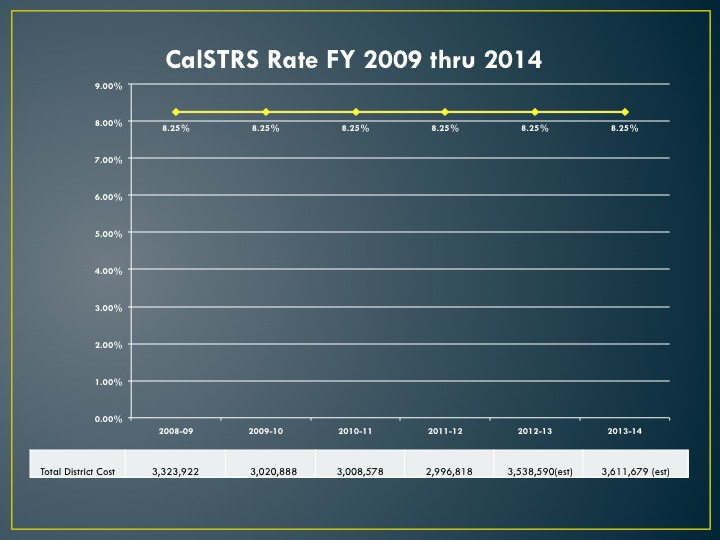 CalSTRS Rate FY 2009 thru 2014
9.00%
8.00%
7.00%
6.00%
5.00%
4.00%
3.00%
2.00%
1.00%
0.00%
8.25% 8.25% 8.25% 8.25% 8.25% 8.25%
2008-09 2009-10 2010-11 2011-12 2012-13 2013-14
Total District Cost 3,323,922 3,020,888 3,008,578 2,996,818 3,538,590(est) 3,611,679 (est)